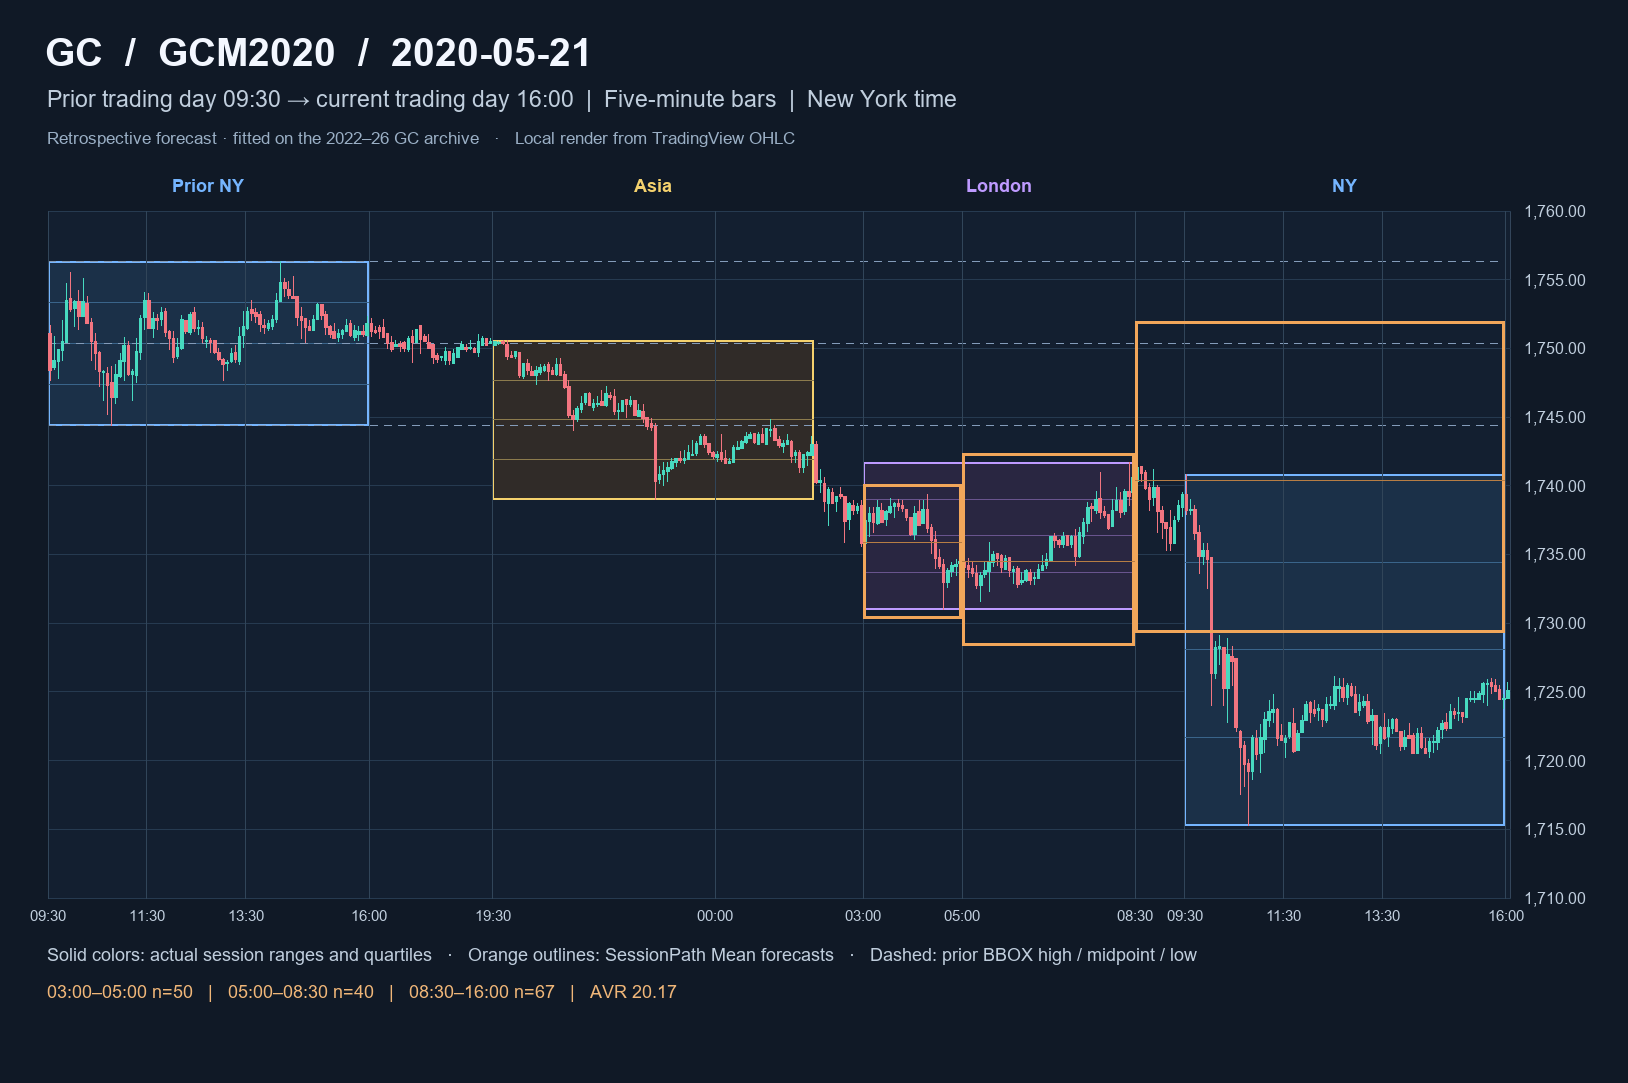 GC / GCM2020 / 2020-05-21
Prior trading day 09:30 → current trading day 16:00 | Five-minute bars | New York time
Retrospective forecast · fitted on the 2022–26 GC archive · Local render from TradingView OHLC
Prior NY Asia London NY
1,760.00
1,755.00
1,750.00
1,745.00
1,740.00
1,735.00
1,730.00
1,725.00
1,720.00
1,715.00
1,710.00
09:30 11:30 13:30 16:00 19:30 00:00 03:00 05:00 08:30 09:30 11:30 13:30 16:00
Solid colors: actual session ranges and quartiles · Orange outlines: SessionPath Mean forecasts · Dashed: prior BBOX high / midpoint / low
03:00–05:00 n=50 | 05:00–08:30 n=40 | 08:30–16:00 n=67 | AVR 20.17